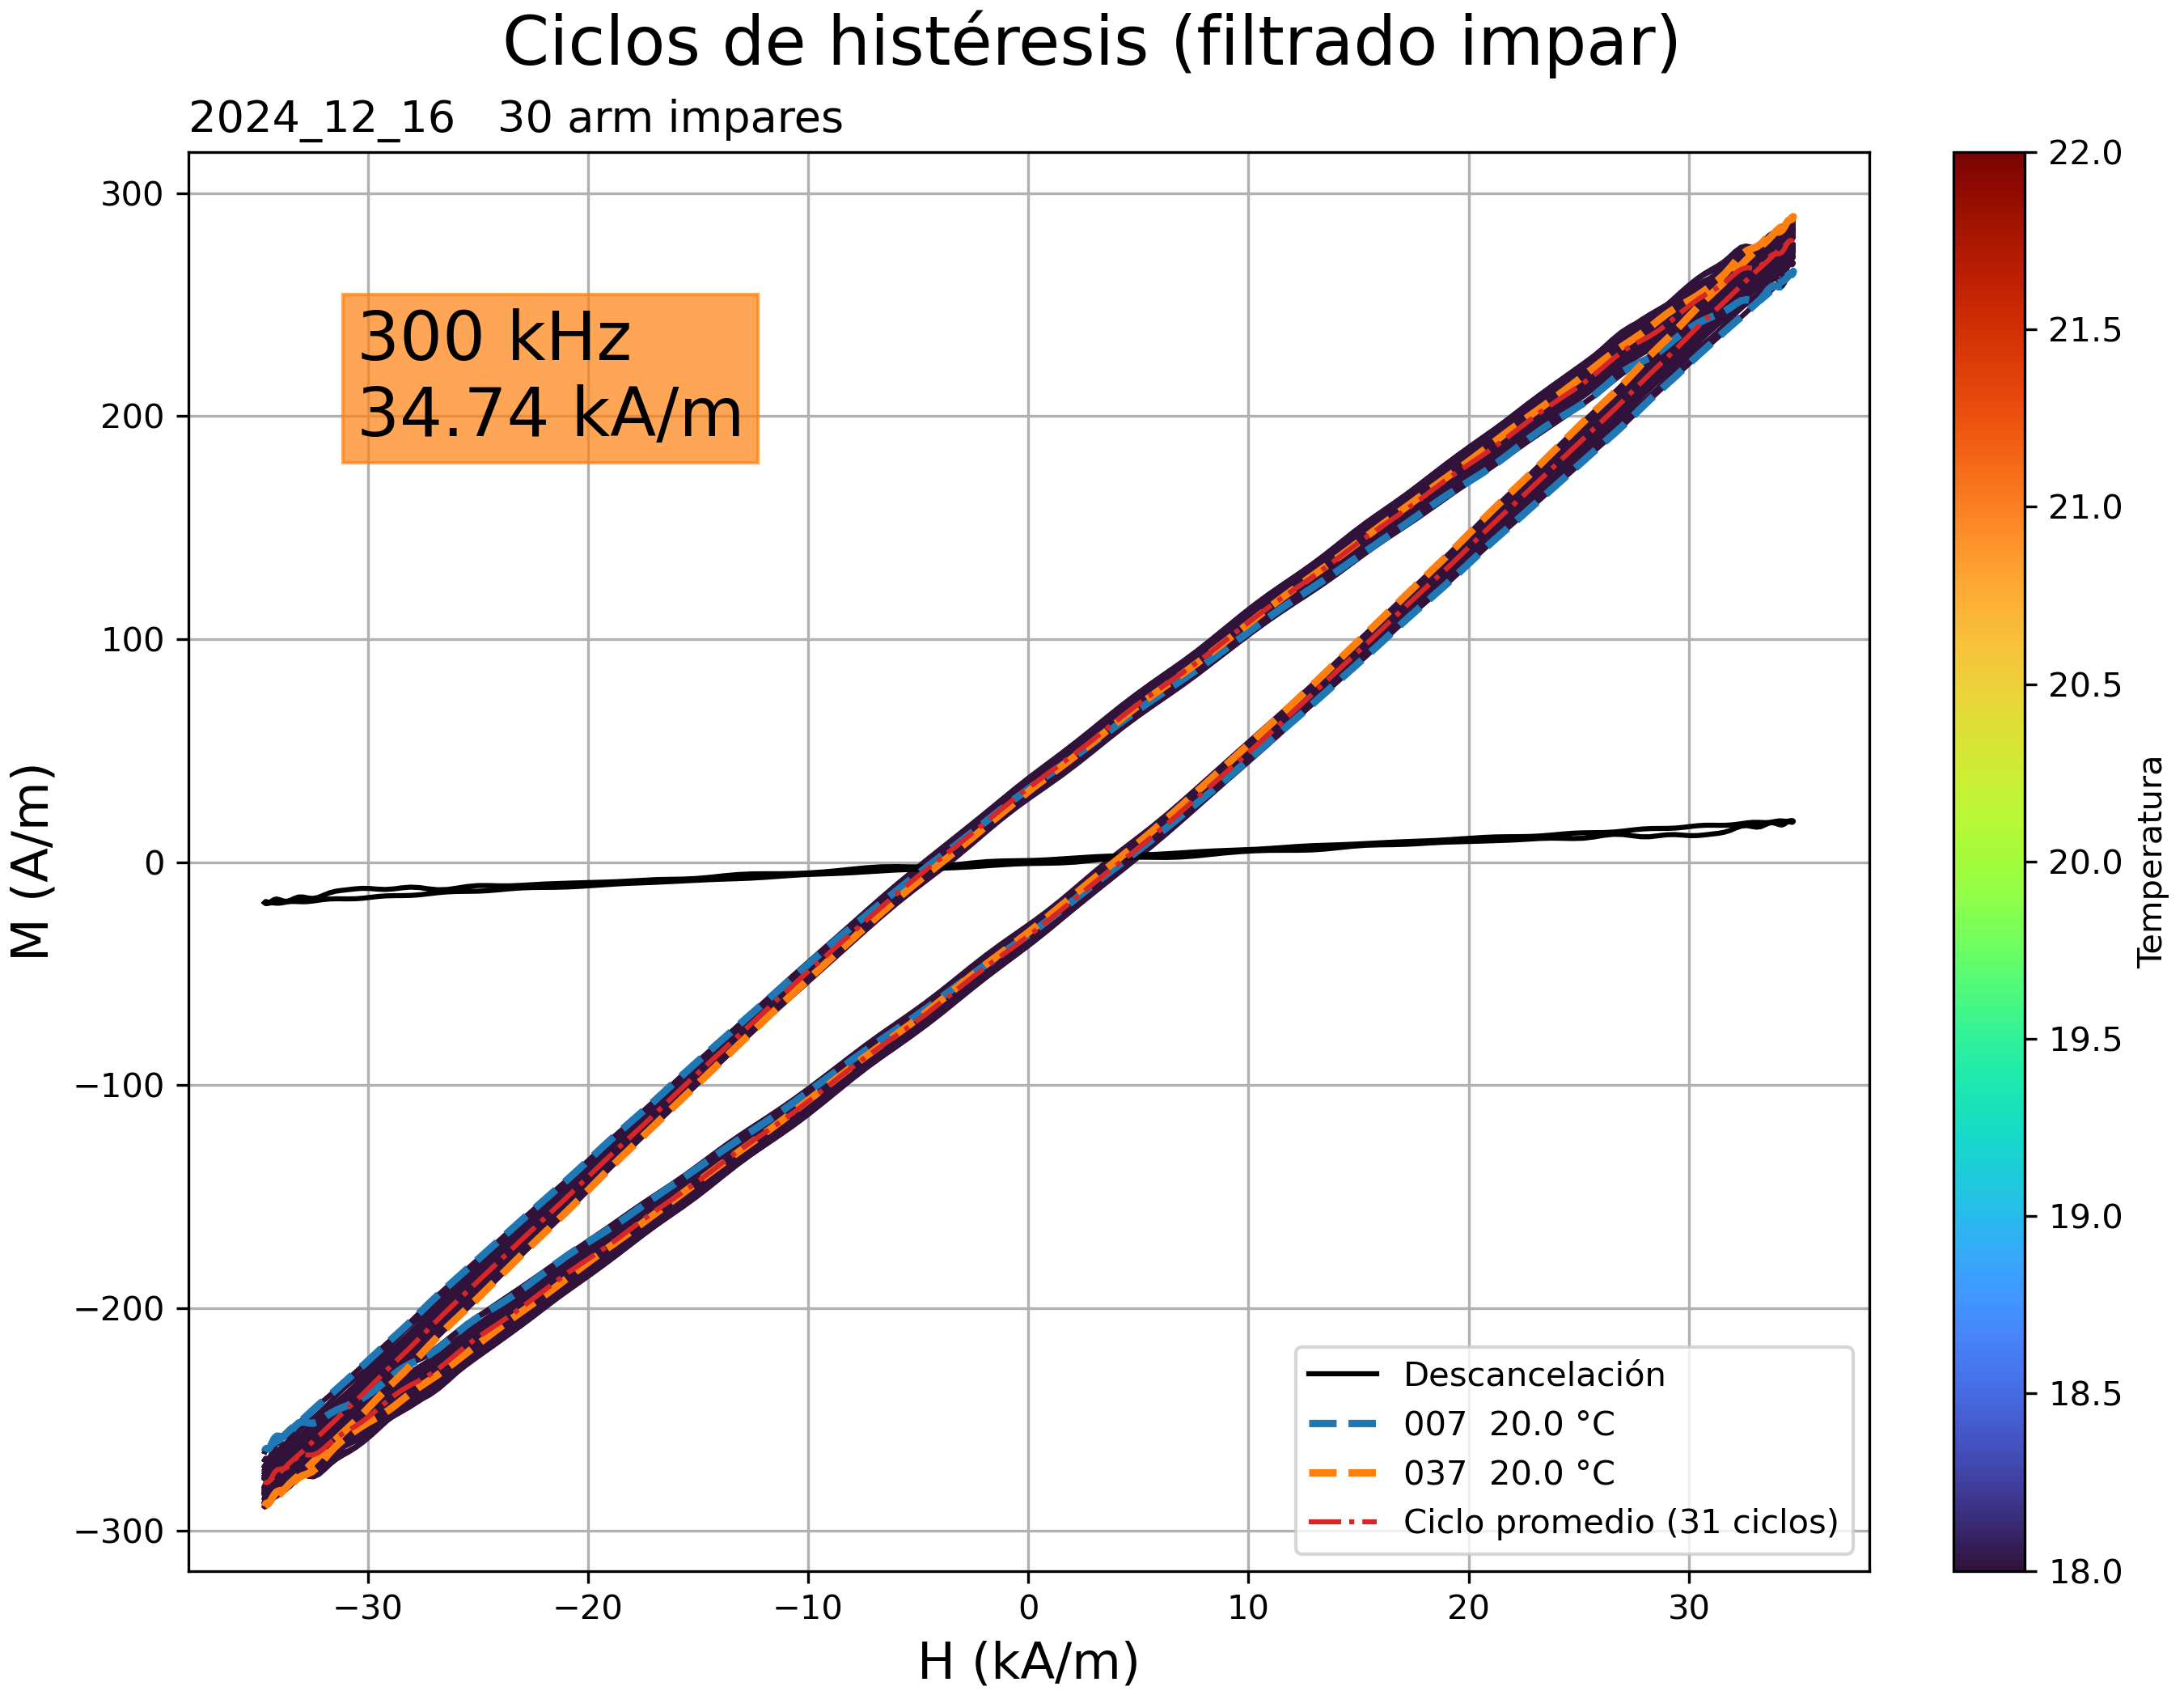 Ciclos de histéresis (filtrado impar)
2024_12_16   30 arm impares
300 kHz
34.74 kA/m
300
200
100
0
−100
−200
−300
M (A/m)
−30
−20
−10
0
10
20
30
H (kA/m)
Descancelación
007  20.0 °C
037  20.0 °C
Ciclo promedio (31 ciclos)
22.0
21.5
21.0
20.5
20.0
19.5
19.0
18.5
18.0
Temperatura